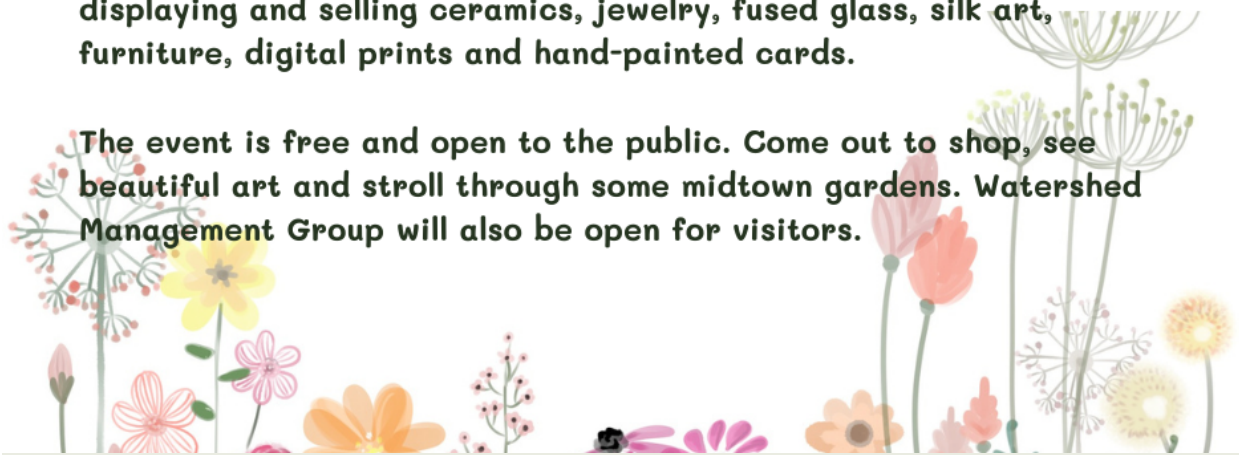 displaying and selling ceramics, jewelry, fused glass, silk art,
furniture, digital prints and hand-painted cards.
The event is free and open to the public. Come out to shop, see
beautiful art and stroll through some midtown gardens. Watershed
Management Group will also be open for visitors.